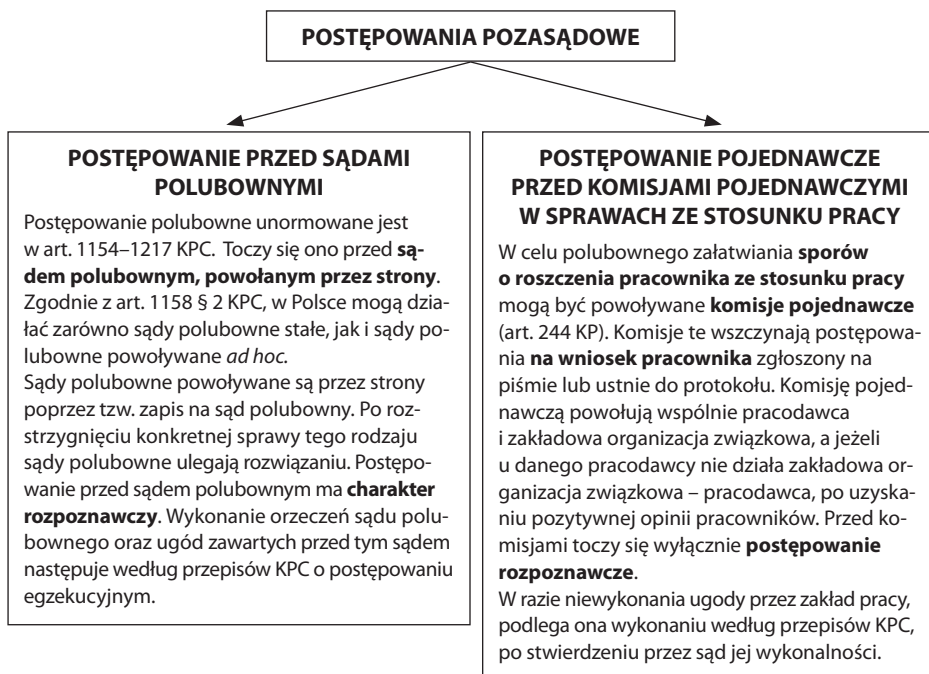 POSTĘPOWANIA POZASĄDOWE
POSTĘPOWANIE PRZED SĄDAMI
POLUBOWNYMI
Postępowanie polubowne unormowane jest
w art. 1154–1217 KPC. Toczy się ono przed są-
dem polubownym, powołanym przez strony.
Zgodnie z art. 1158 § 2 KPC, w Polsce mogą dzia-
łać zarówno sądy polubowne stałe, jak i sądy po-
lubowne powoływane ad hoc.
Sądy polubowne powoływane są przez strony
poprzez tzw. zapis na sąd polubowny. Po roz-
strzygnięciu konkretnej sprawy tego rodzaju
sądy polubowne ulegają rozwiązaniu. Postępo-
wanie przed sądem polubownym ma charakter
rozpoznawczy. Wykonanie orzeczeń sądu polu-
bownego oraz ugód zawartych przed tym sądem
następuje według przepisów KPC o postępowaniu
egzekucyjnym.
POSTĘPOWANIE POJEDNAWCZE
PRZED KOMISJAMI POJEDNAWCZYMI
W SPRAWACH ZE STOSUNKU PRACY
W celu polubownego załatwiania sporów
o roszczenia pracownika ze stosunku pracy
mogą być powoływane komisje pojednawcze
(art. 244 KP). Komisje te wszczynają postępowa-
nia na wniosek pracownika zgłoszony na
piśmie lub ustnie do protokołu. Komisję pojed-
nawczą powołują wspólnie pracodawca
i zakładowa organizacja związkowa, a jeżeli
u danego pracodawcy nie działa zakładowa or-
ganizacja związkowa – pracodawca, po uzyska-
niu pozytywnej opinii pracowników. Przed ko-
misjami toczy się wyłącznie postępowanie
rozpoznawcze.
W razie niewykonania ugody przez zakład pracy,
podlega ona wykonaniu według przepisów KPC,
po stwierdzeniu przez sąd jej wykonalności.